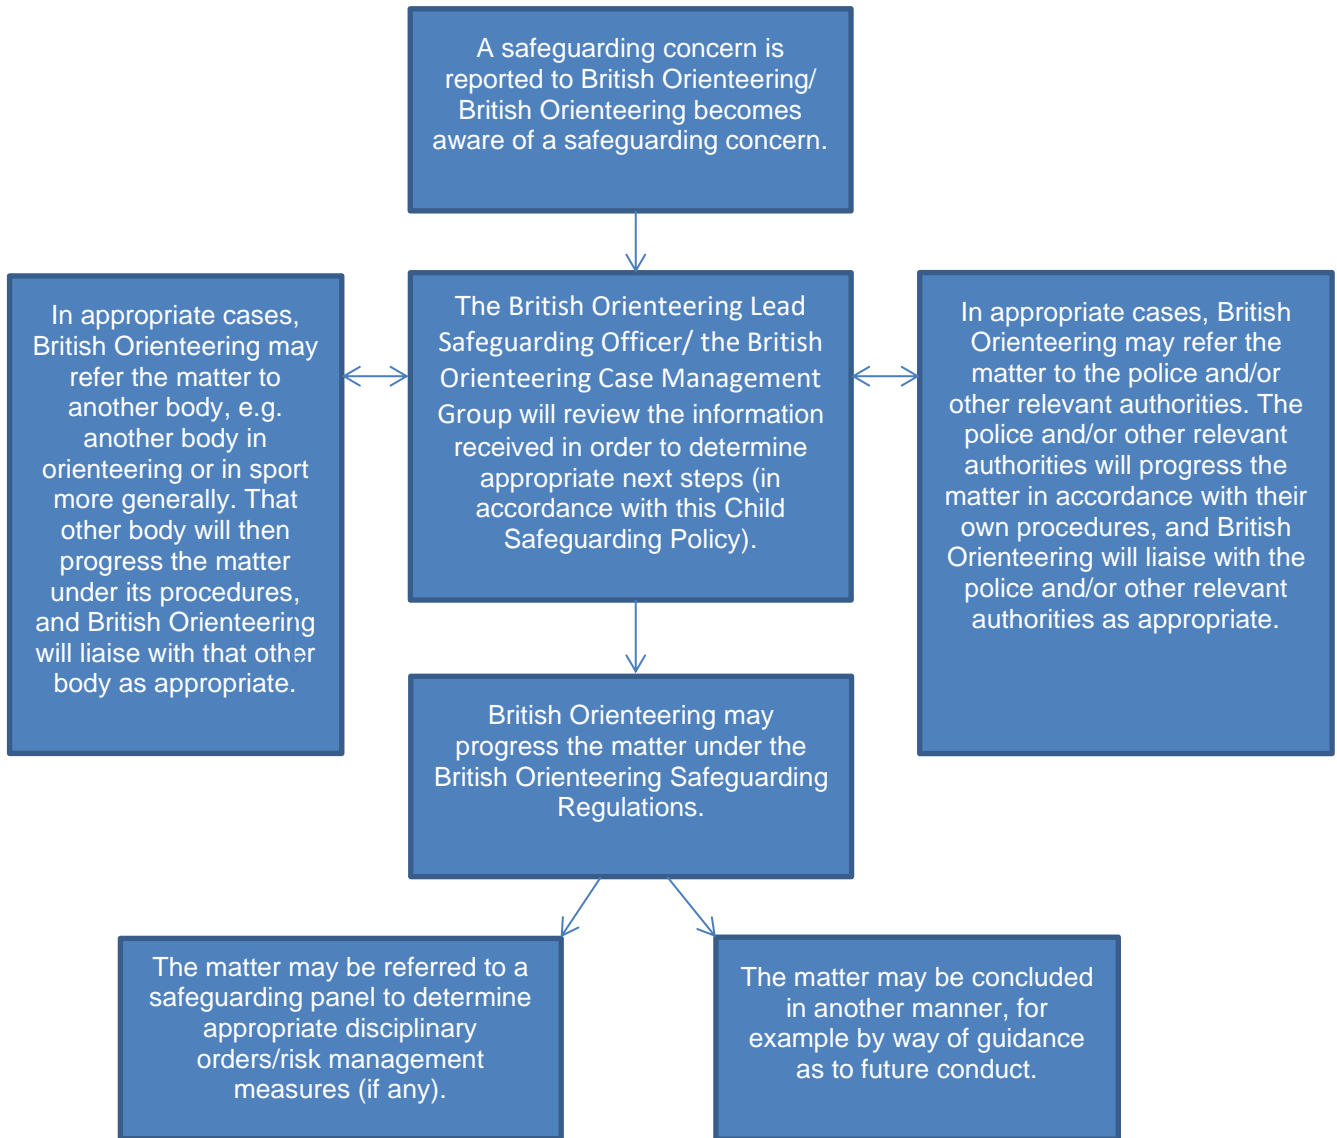 A safeguarding concern is
reported to British Orienteering/
British Orienteering becomes
aware of a safeguarding concern.
In appropriate cases,
British Orienteering may
refer the matter to
another body, e.g.
another body in
orienteering or in sport
more generally. That
other body will then
progress the matter
under its procedures,
and British Orienteering
will liaise with that other
body as appropriate.
The British Orienteering Lead
Safeguarding Officer/ the British
Orienteering Case Management
Group will review the information
received in order to determine
appropriate next steps (in
accordance with this Child
Safeguarding Policy).
In appropriate cases, British
Orienteering may refer the
matter to the police and/or
other relevant authorities. The
police and/or other relevant
authorities will progress the
matter in accordance with their
own procedures, and British
Orienteering will liaise with the
police and/or other relevant
authorities as appropriate.
British Orienteering may
progress the matter under the
British Orienteering Safeguarding
Regulations.
The matter may be referred to a
safeguarding panel to determine
appropriate disciplinary
orders/risk management
measures (if any).
The matter may be concluded
in another manner, for
example by way of guidance
as to future conduct.